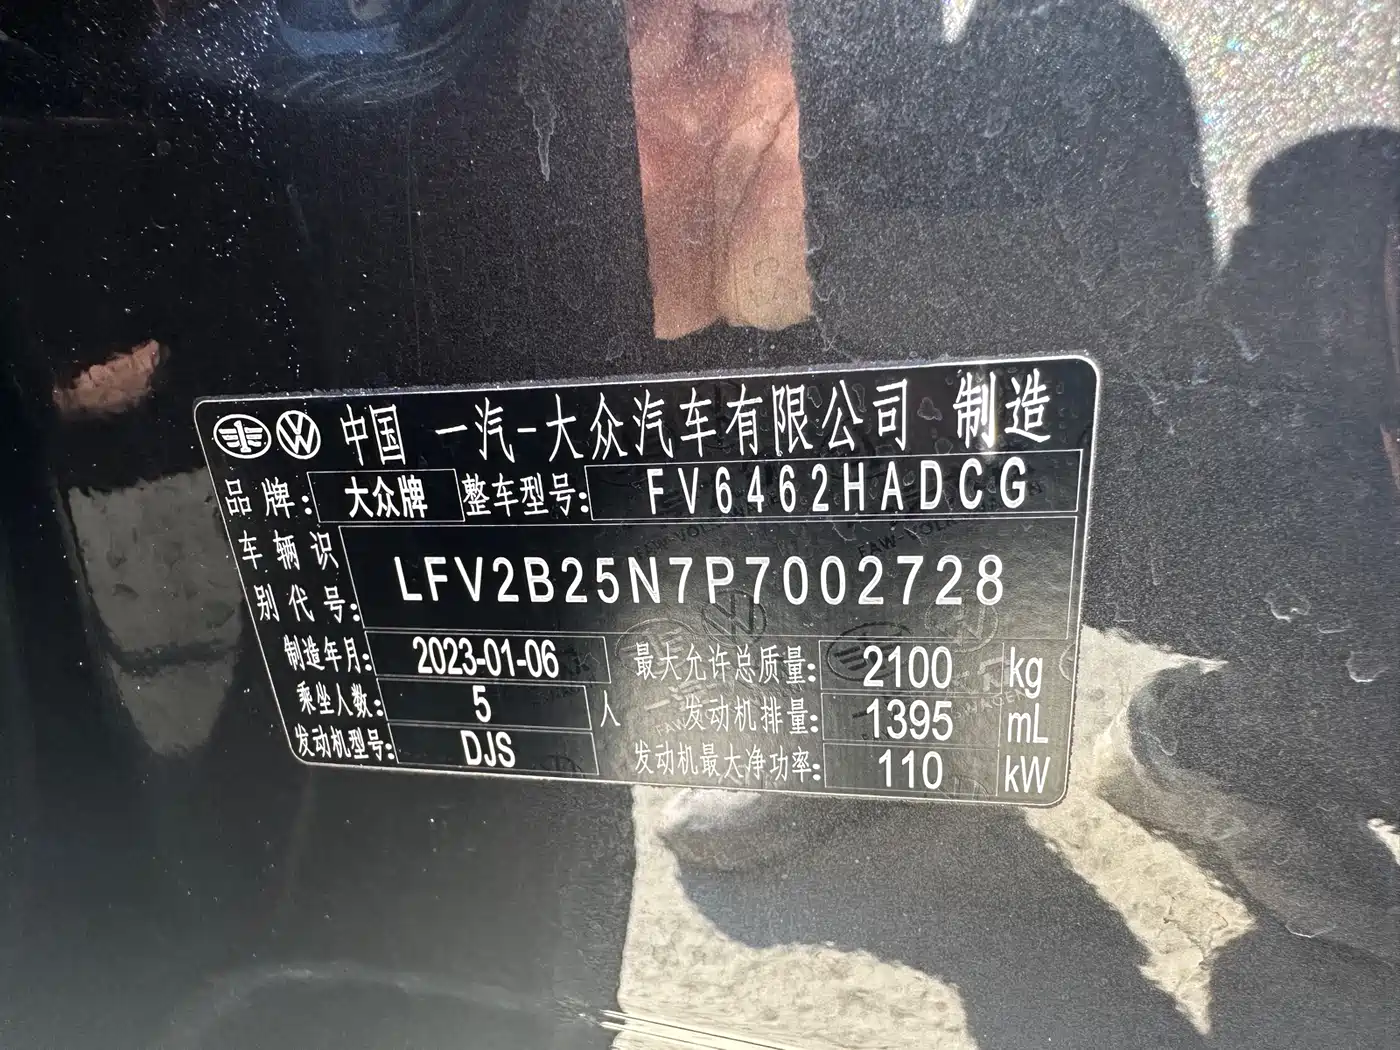 中国 一汽-大众汽车有限公司 制造
品牌: 大众牌 整车型号: FV6462HADCG
车辆识
别代号: LFV2B25N7P7002728
制造年月: 2023-01-06 最大允许总质量: 2100 kg
乘坐人数: 5 人 发动机排量: 1395 mL
发动机型号: DJS 发动机最大净功率: 110 kW